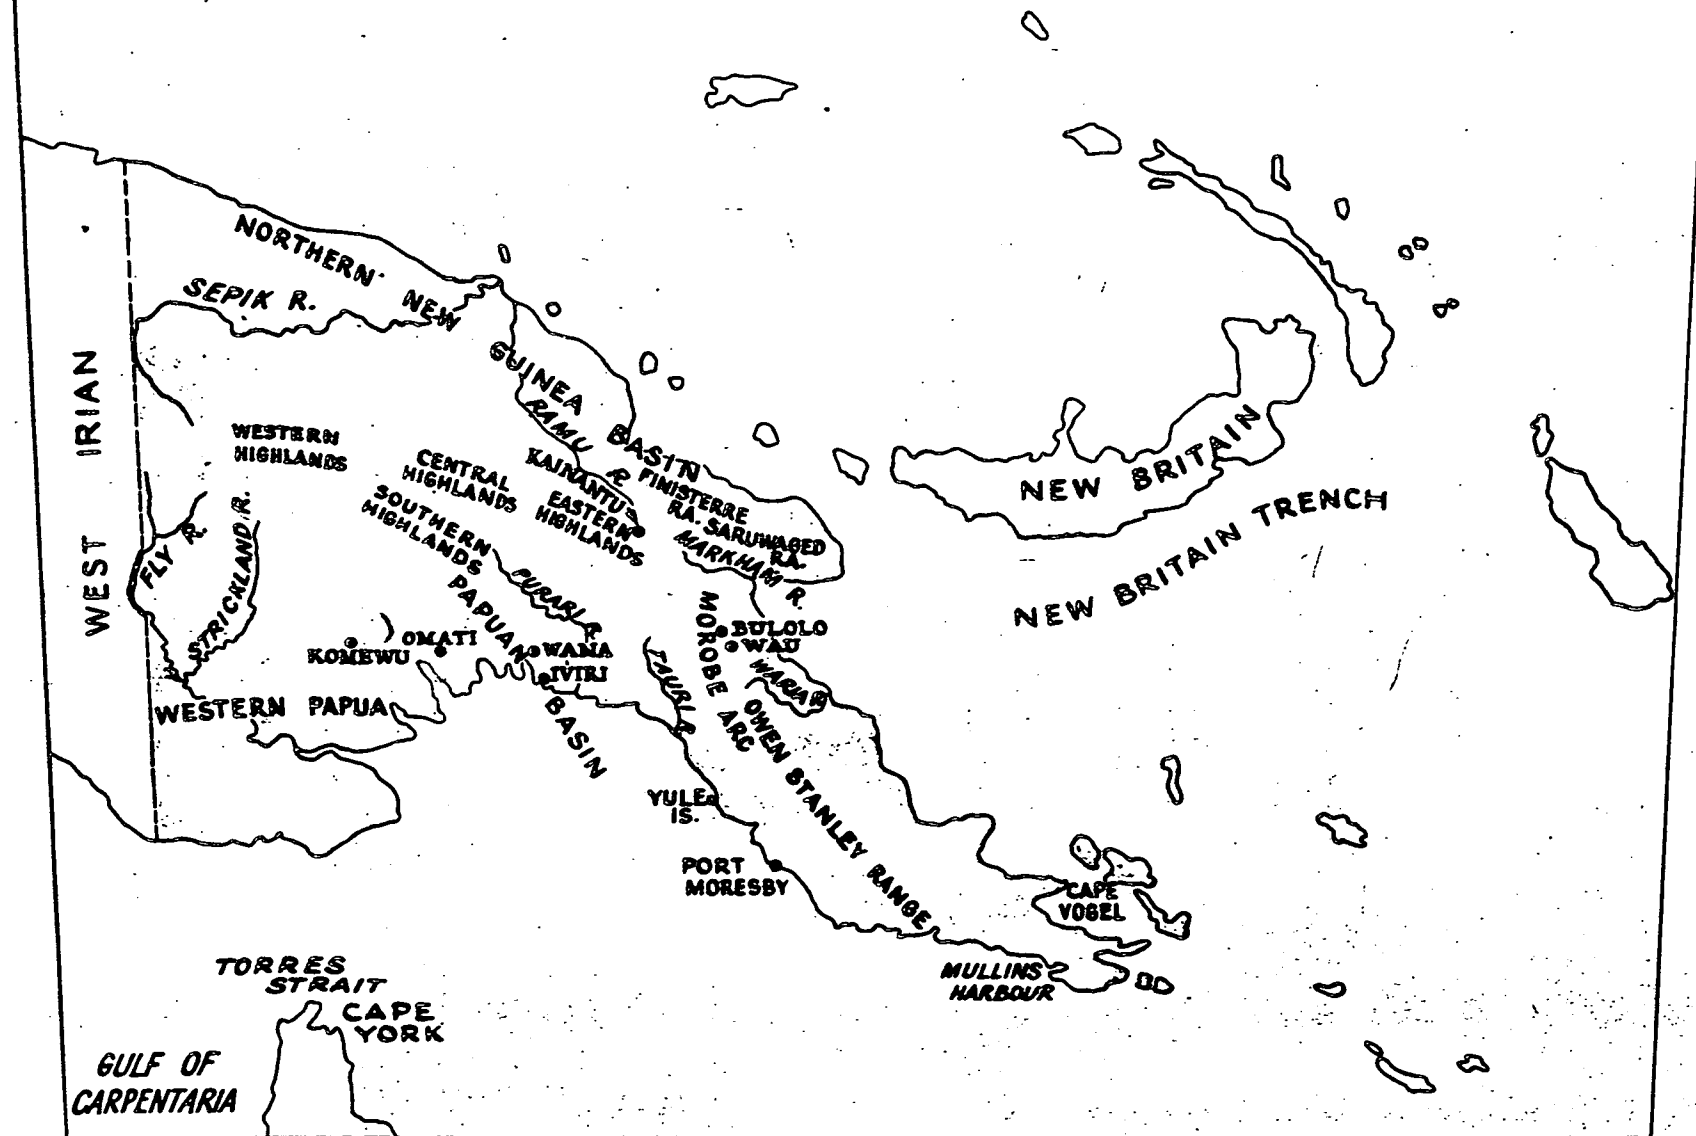 NORTHERN NEW
GUINEA
BASIN
SEPIK R.
WEST IRIAN
WESTERN
HIGHLANDS
CENTRAL
HIGHLANDS
SOUTHERN
HIGHLANDS
RAMU R
KAINANTU
EASTERN
HIGHLANDS
FINISTERRE
RA. SARUWAGED
RA.
MARKHAM R.
NEW BRITAIN
NEW BRITAIN TRENCH
FLY R.
STRICKLAND R.
PURARI R
PAPUAN
BASIN
KOMEWU
OMATI
WANA
IVIRI
TAURI R.
MOROBE ARC
BULOLO
WAU
WARIA R
WESTERN PAPUA
OWEN STANLEY RANGE
YULE
IS.
PORT
MORESBY
CAPE
VOGEL
MULLINS
HARBOUR
TORRES
STRAIT
CAPE
YORK
GULF OF
CARPENTARIA